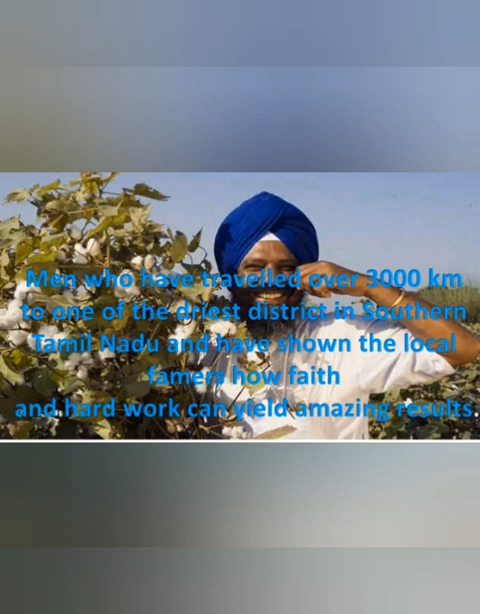 Men who have travelled over 3000 km
to one of the driest district in Southern
Tamil Nadu and have shown the local
famers how faith
and hard work can yield amazing results.